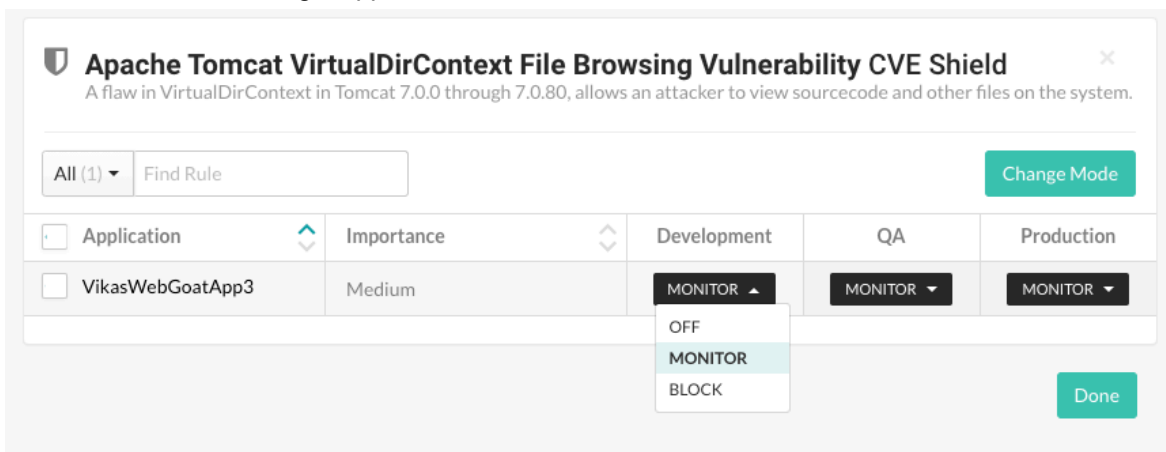 Apache Tomcat VirtualDirContext File Browsing Vulnerability CVE Shield
A flaw in VirtualDirContext in Tomcat 7.0.0 through 7.0.80, allows an attacker to view sourcecode and other files on the system.
All (1) Find Rule Change Mode
Application Importance Development QA Production
VikasWebGoatApp3 Medium MONITOR MONITOR MONITOR
OFF
MONITOR
BLOCK
Done